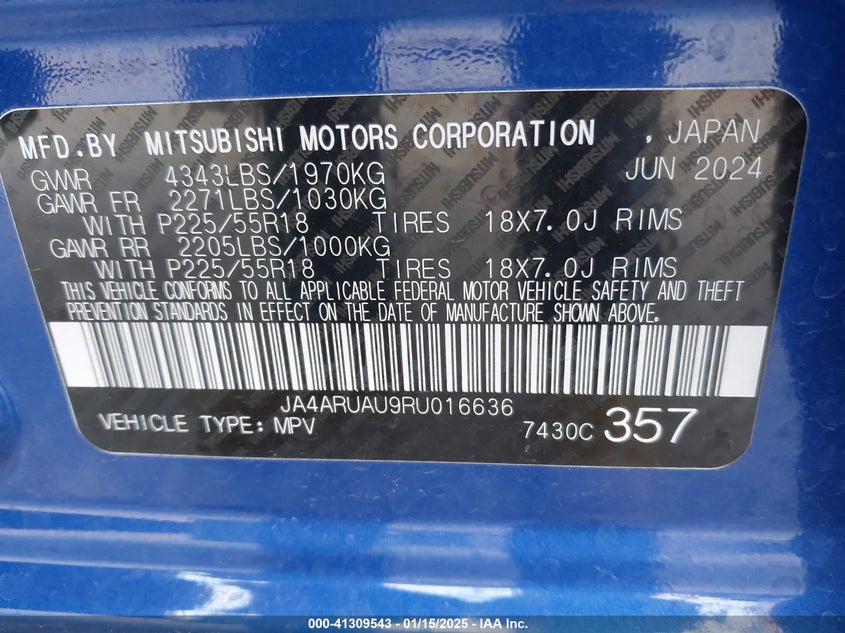 MFD.BY MITSUBISHI MOTORS CORPORATION , JAPAN
GVWR 4343LBS/1970KG JUN 2024
GAWR FR 2271LBS/1030KG
WITH P225/55R18 TIRES 18X7.0J RIMS
GAWR RR 2205LBS/1000KG
WITH P225/55R18 TIRES 18X7.0J RIMS
THIS VEHICLE CONFORMS TO ALL APPLICABLE FEDERAL MOTOR VEHICLE SAFETY AND THEFT
PREVENTION STANDARDS IN EFFECT ON THE DATE OF MANUFACTURE SHOWN ABOVE.
JA4ARUAU9RU016636
VEHICLE TYPE: MPV 7430C 357
000-41309543 - 01/15/2025 - IAA Inc.